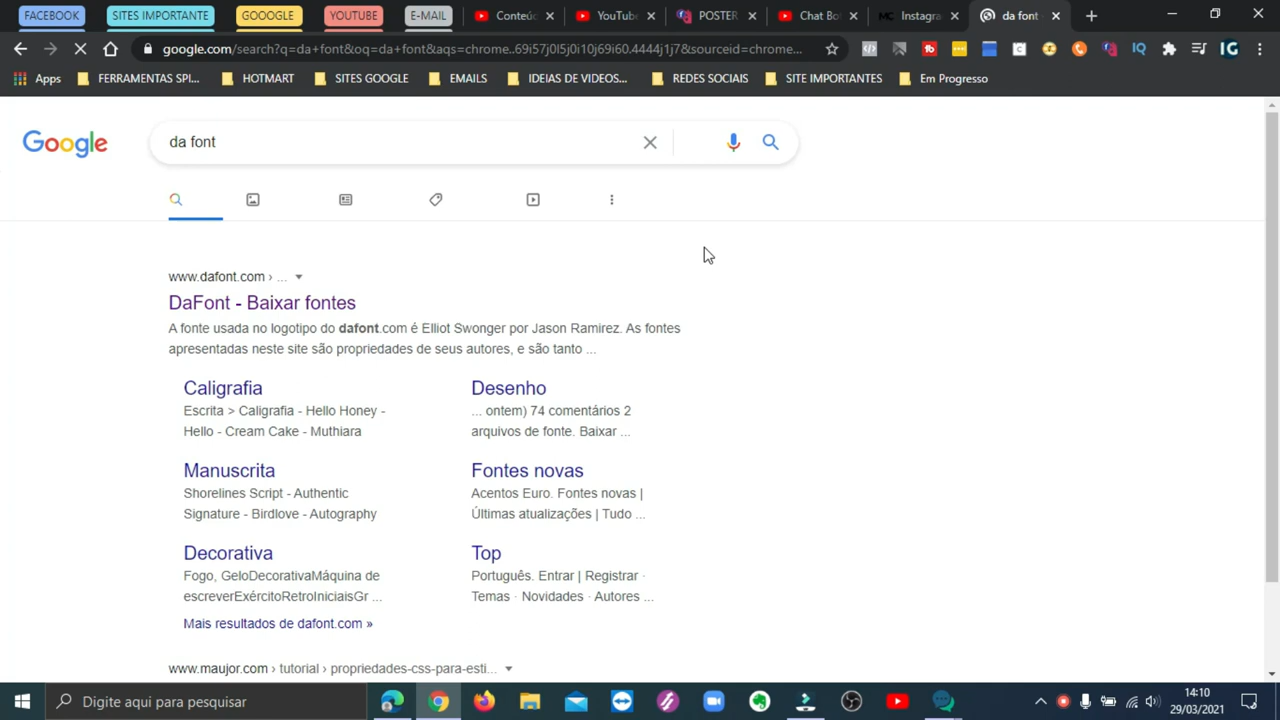 FACEBOOK SITES IMPORTANTE GOOOGLE YOUTUBE E-MAIL Conteúc YouTube POSTER Chat Bot Instagra da font
google.com/search?q=da+font&oq=da+font&aqs=chrome..69i57j0l5j0i10j69i60.4444j1j7&sourceid=chrome...
Apps FERRAMENTAS SPI... HOTMART SITES GOOGLE EMAILS IDEIAS DE VIDEOS... REDES SOCIAIS SITE IMPORTANTES Em Progresso
Google da font
www.dafont.com › ...
DaFont - Baixar fontes
A fonte usada no logotipo do dafont.com é Elliot Swonger por Jason Ramirez. As fontes
apresentadas neste site são propriedades de seus autores, e são tanto ...
Caligrafia
Escrita > Caligrafia - Hello Honey -
Hello - Cream Cake - Muthiara
Desenho
... ontem) 74 comentários 2
arquivos de fonte. Baixar ...
Manuscrita
Shorelines Script - Authentic
Signature - Birdlove - Autography
Fontes novas
Acentos Euro. Fontes novas |
Últimas atualizações | Tudo ...
Decorativa
Fogo, GeloDecorativaMáquina de
escreverExércitoRetroIniciaisGr ...
Top
Português. Entrar | Registrar ·
Temas · Novidades · Autores ...
Mais resultados de dafont.com »
www.maujor.com › tutorial › propriedades-css-para-esti...
Digite aqui para pesquisar
14:10
29/03/2021